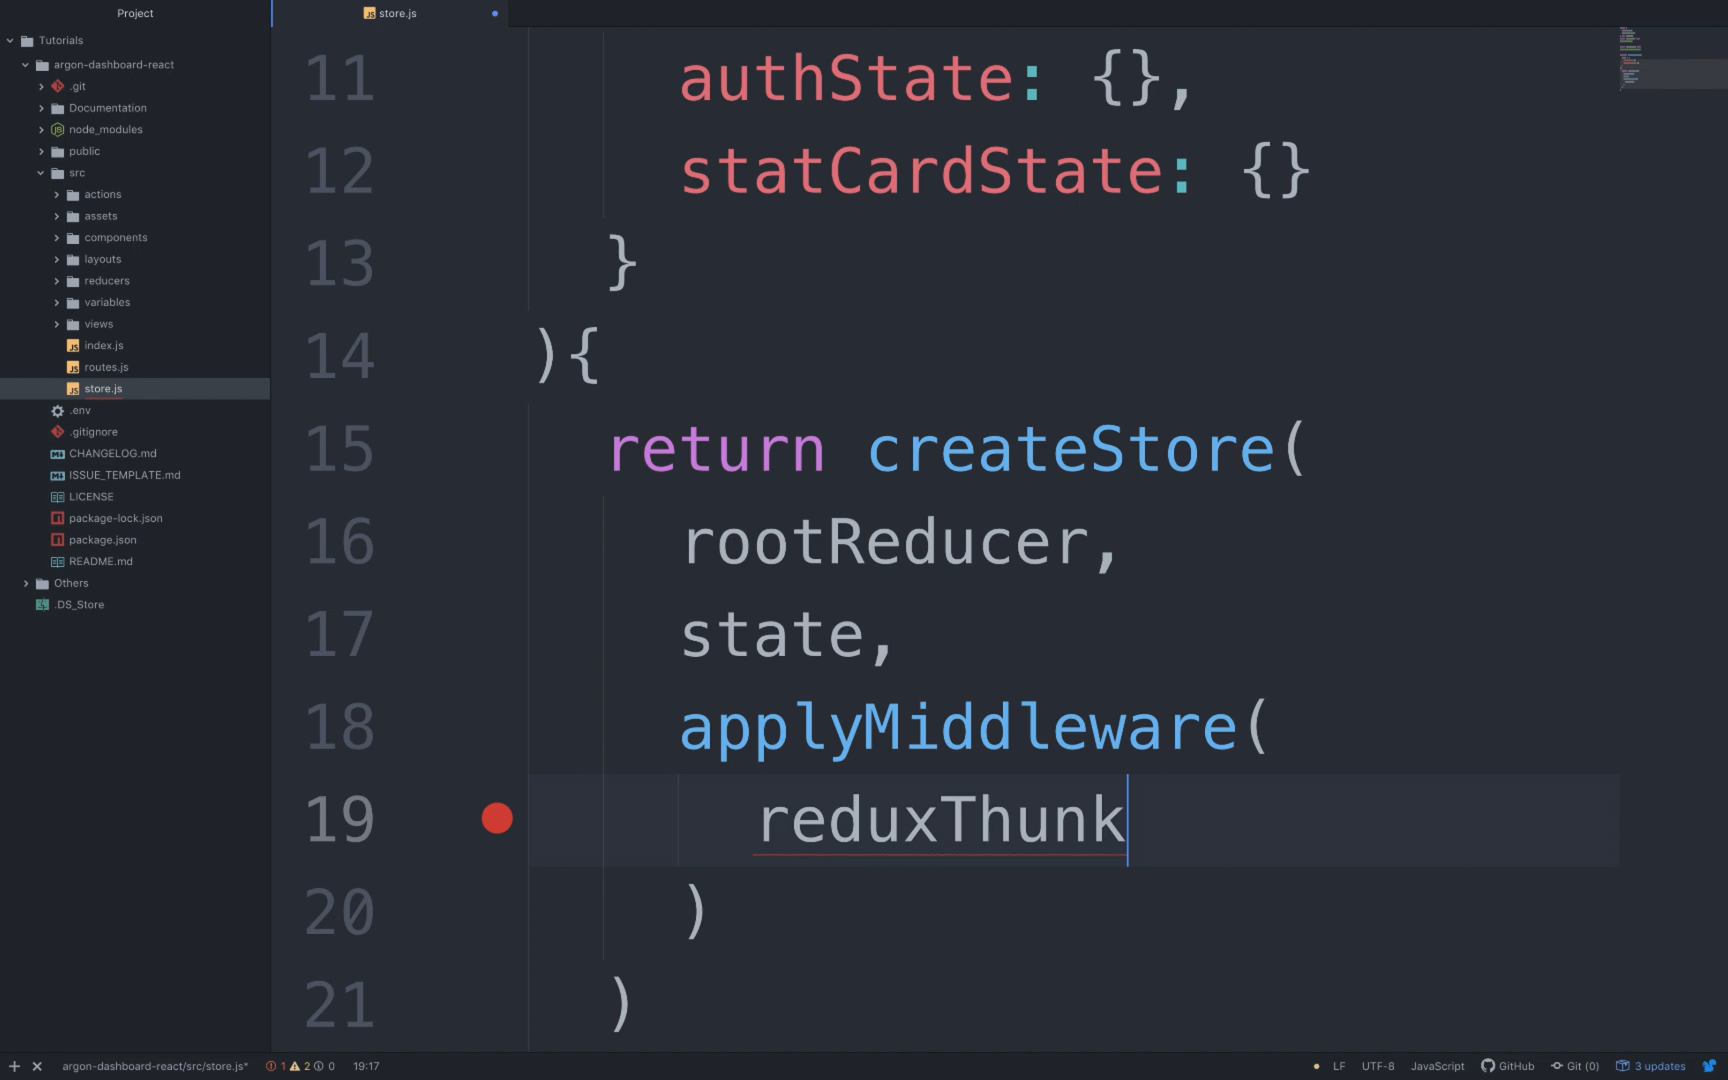 Project
Tutorials
argon-dashboard-react
.git
Documentation
node_modules
public
src
actions
assets
components
layouts
reducers
variables
views
index.js
routes.js
store.js
.env
.gitignore
CHANGELOG.md
ISSUE_TEMPLATE.md
LICENSE
package-lock.json
package.json
README.md
Others
.DS_Store
store.js
11 authState: {},
12 statCardState: {}
13 }
14 ){
15 return createStore(
16 rootReducer,
17 state,
18 applyMiddleware(
19 reduxThunk
20 )
21 )
argon-dashboard-react/src/store.js* 1 2 0 19:17 LF UTF-8 JavaScript GitHub Git (0) 3 updates